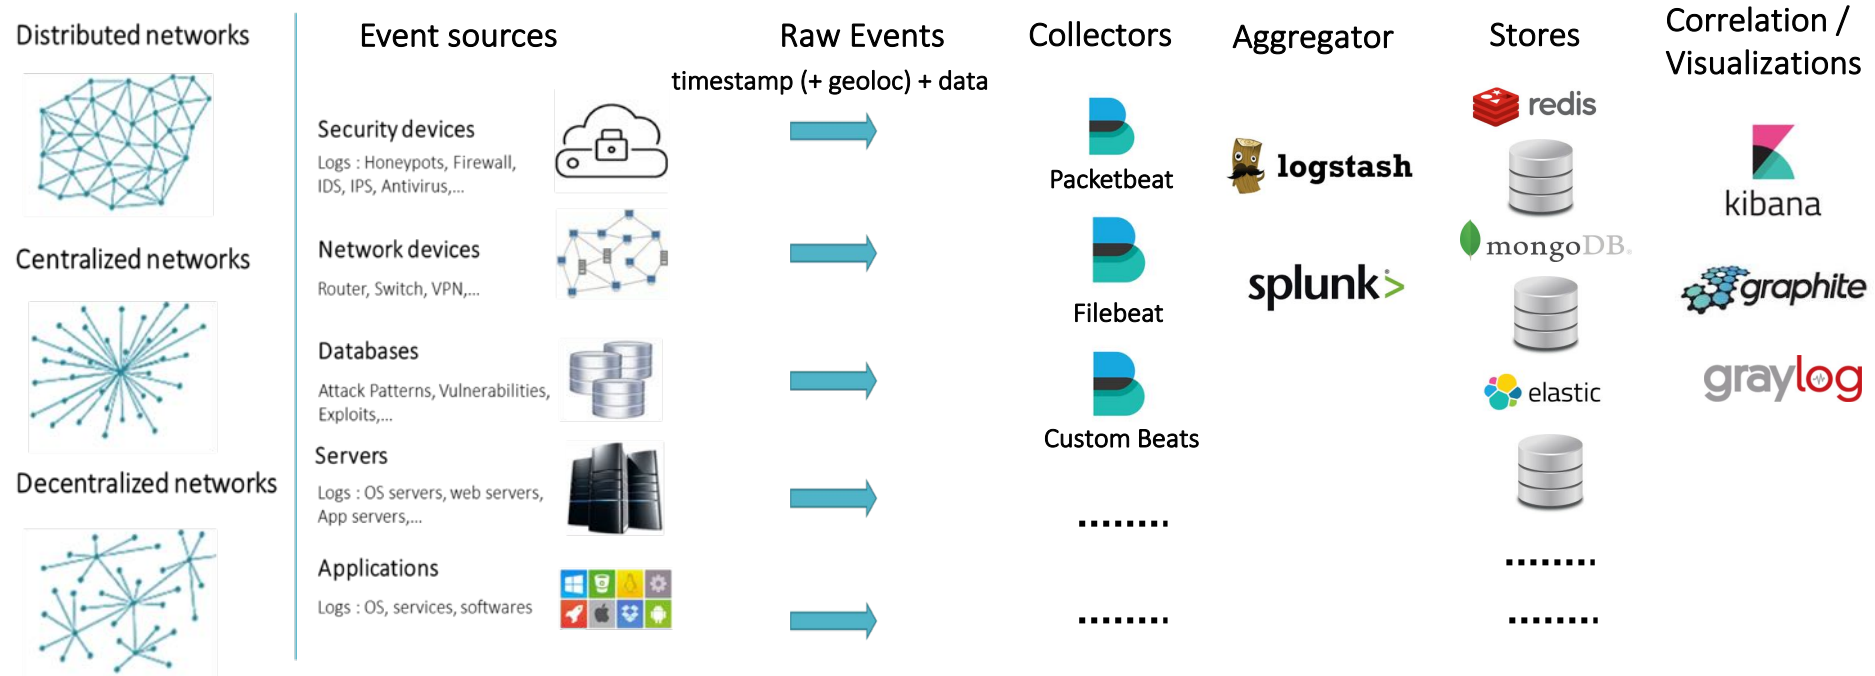 Distributed networks
Centralized networks
Decentralized networks
Event sources
Security devices
Logs : Honeypots, Firewall,
IDS, IPS, Antivirus,...
Network devices
Router, Switch, VPN,...
Databases
Attack Patterns, Vulnerabilities,
Exploits,...
Servers
Logs : OS servers, web servers,
App servers,...
Applications
Logs : OS, services, softwares
Raw Events
timestamp (+ geoloc) + data
Collectors
Packetbeat
Filebeat
Custom Beats
........
........
Aggregator
logstash
splunk>
Stores
redis
mongoDB.
elastic
........
........
Correlation /
Visualizations
kibana
graphite
graylog